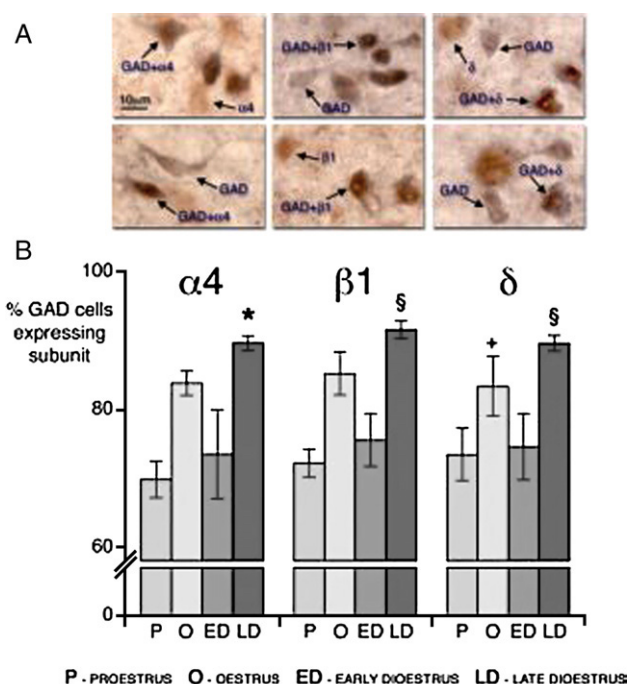 A
GAD+α4
10μm
α4
GAD+β1
GAD
GAD
δ
GAD+δ
GAD
GAD+α4
β1
GAD+β1
GAD
GAD+δ
B
% GAD cells
expressing
subunit
100
80
60
0
α4
β1
δ
*
§
+
§
P O ED LD
P O ED LD
P O ED LD
P - PROESTRUS O - OESTRUS ED - EARLY DIOESTRUS LD - LATE DIOESTRUS